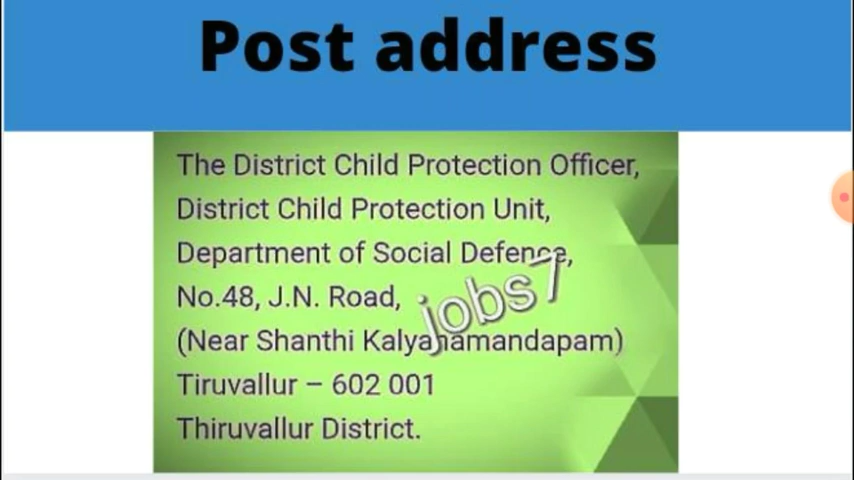 Post address
The District Child Protection Officer,
District Child Protection Unit,
Department of Social Defence,
No.48, J.N. Road,
jobs7
(Near Shanthi Kalyanamandapam)
Tiruvallur – 602 001
Thiruvallur District.